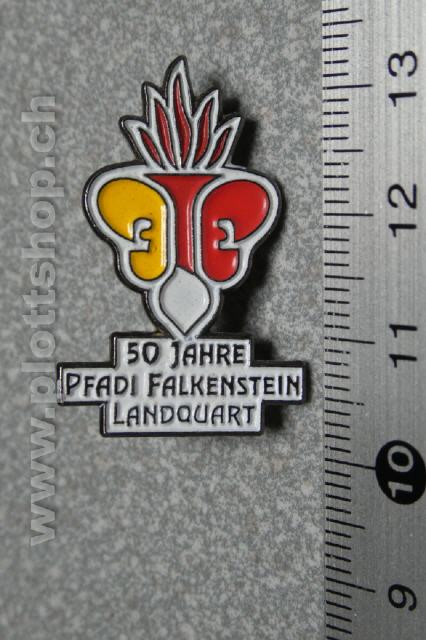 50 JAHRE
PFADI FALKENSTEIN
LANDQUART
www.plottshop.ch
13
12
11
10
9